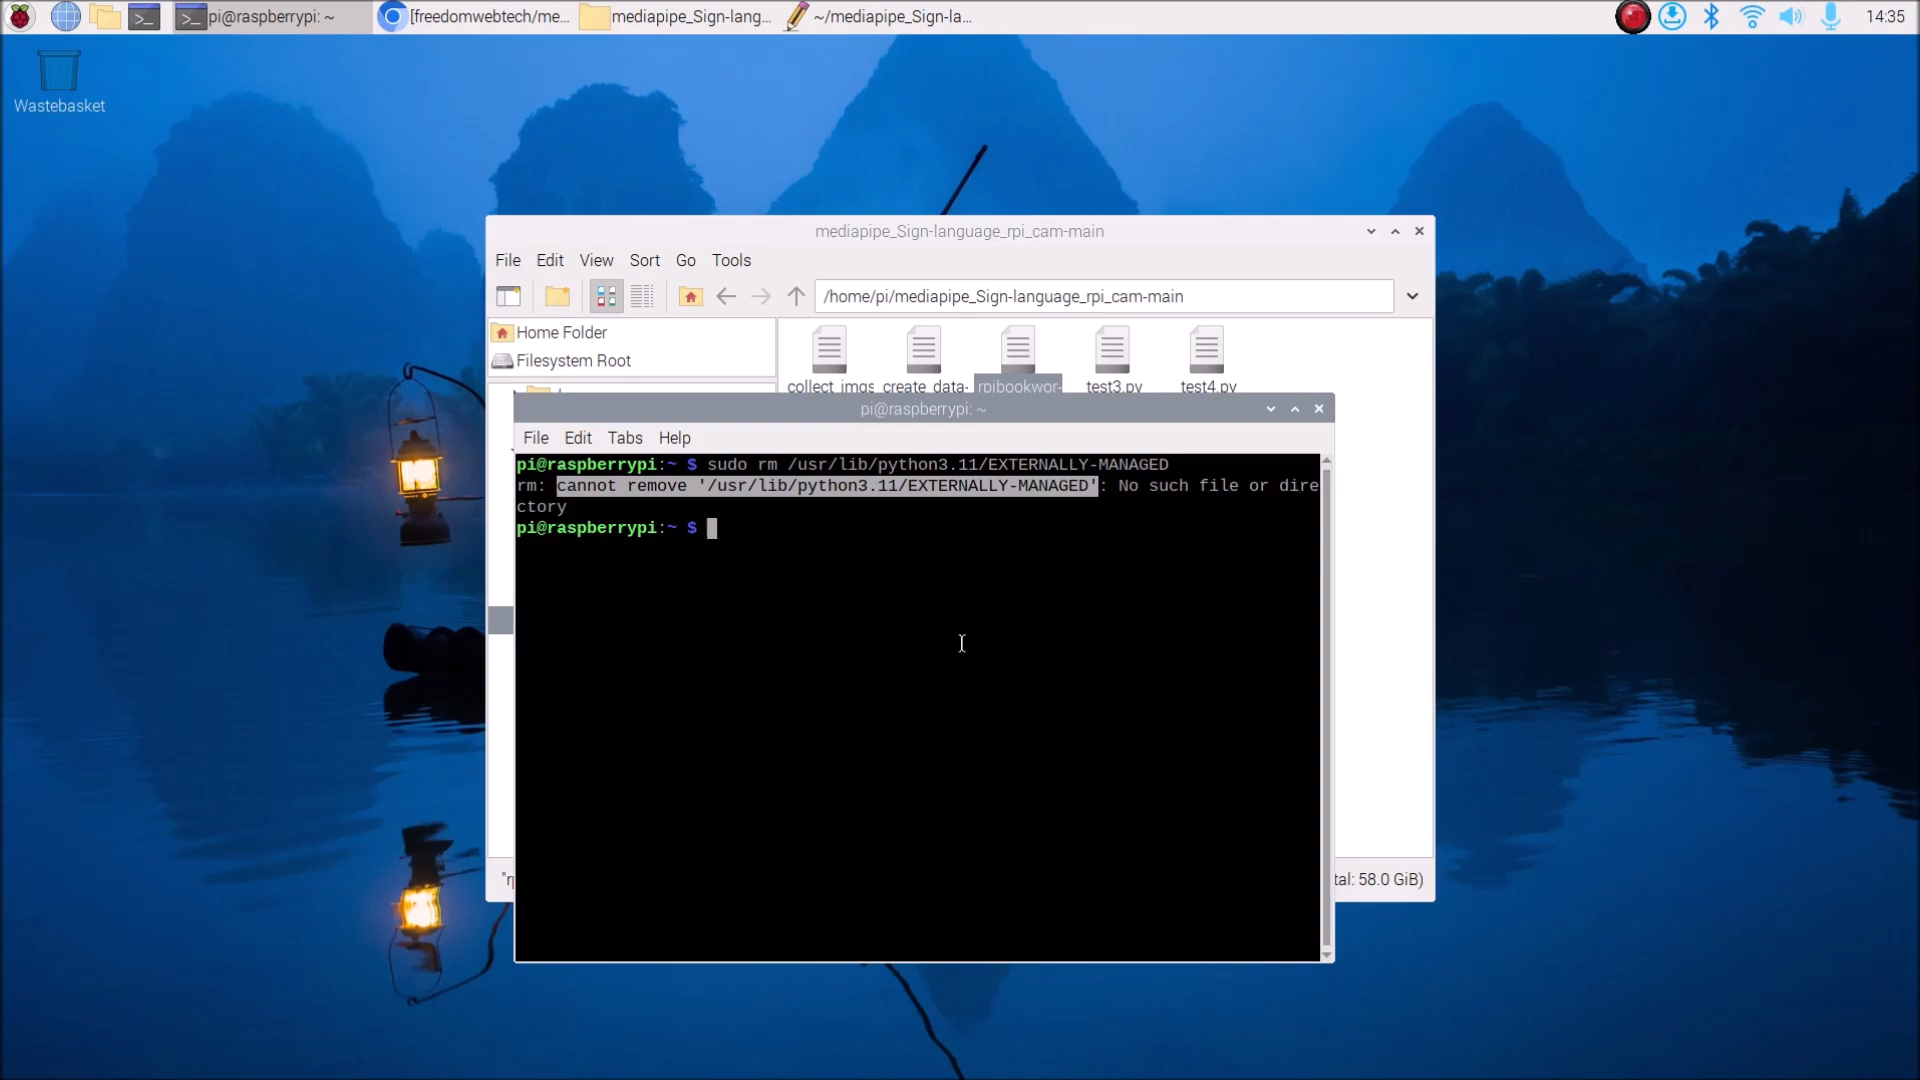 pi@raspberrypi: ~
[freedomwebtech/me...
mediapipe_Sign-lang...
~/mediapipe_Sign-la...
14:35
Wastebasket
mediapipe_Sign-language_rpi_cam-main
File Edit View Sort Go Tools
/home/pi/mediapipe_Sign-language_rpi_cam-main
Home Folder
Filesystem Root
collect_imgs create_data- rpibookwor- test3.py test4.py
pi@raspberrypi: ~
File Edit Tabs Help
pi@raspberrypi:~ $ sudo rm /usr/lib/python3.11/EXTERNALLY-MANAGED
rm: cannot remove '/usr/lib/python3.11/EXTERNALLY-MANAGED': No such file or dire
ctory
pi@raspberrypi:~ $
tal: 58.0 GiB)